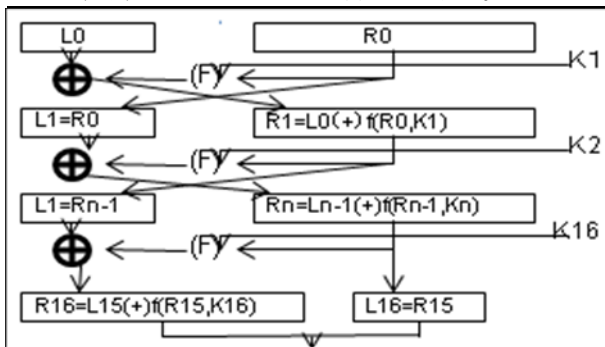 L0 R0
K1
(F)
L1=R0 R1=L0(+)f(R0,K1)
K2
(F)
L1=Rn-1 Rn=Ln-1(+)f(Rn-1,Kn)
K16
(F)
R16=L15(+)f(R15,K16) L16=R15